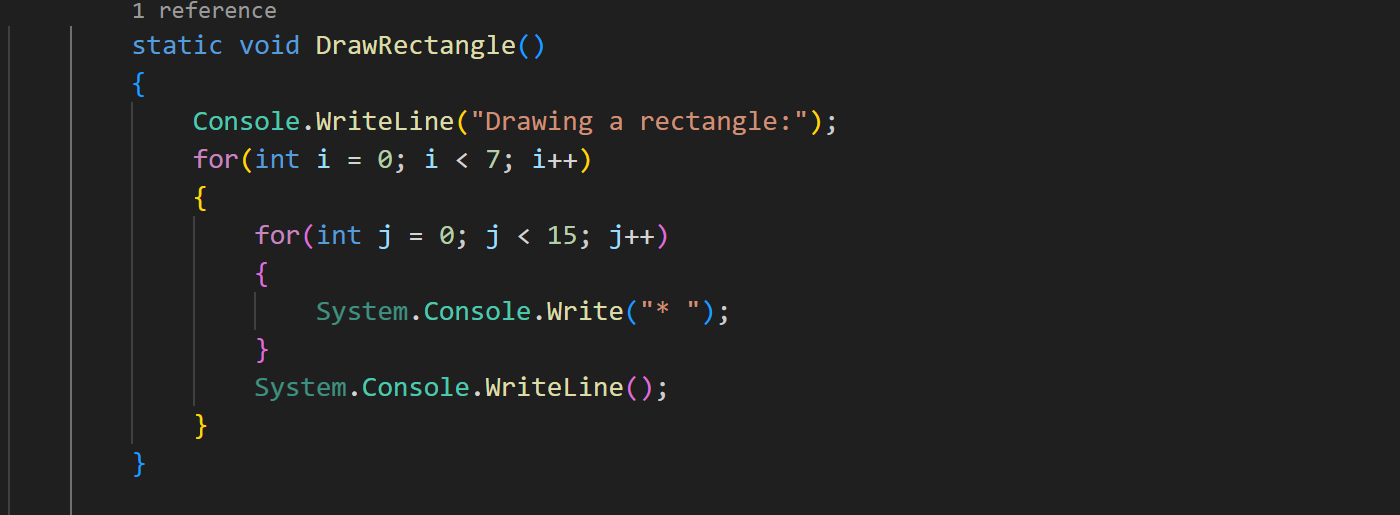 1 reference
static void DrawRectangle()
{
Console.WriteLine("Drawing a rectangle:");
for(int i = 0; i < 7; i++)
{
for(int j = 0; j < 15; j++)
{
System.Console.Write("* ");
}
System.Console.WriteLine();
}
}